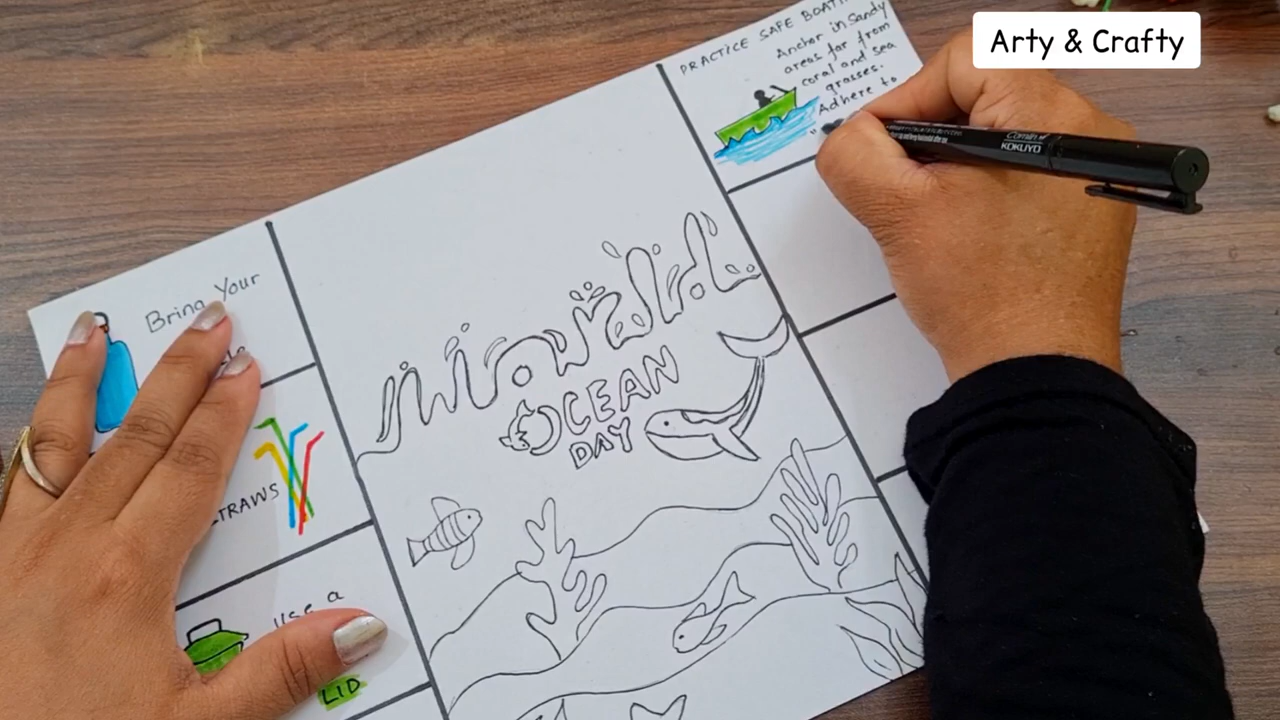 Arty & Crafty
PRACTICE SAFE
Anchor in Sandy
areas far from
coral and sea
grasses.
Adhere to
Camlin
KOKUYO
Bring Your
STRAWS
Use a
LID
World
OCEAN
DAY